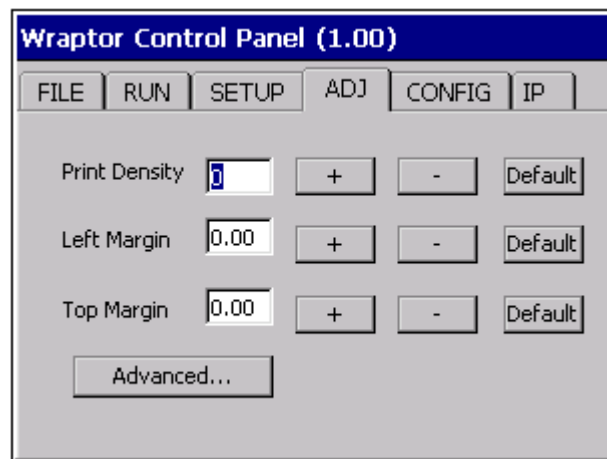 Wraptor Control Panel (1.00)
FILE RUN SETUP ADJ CONFIG IP
Print Density 0 + - Default
Left Margin 0.00 + - Default
Top Margin 0.00 + - Default
Advanced...